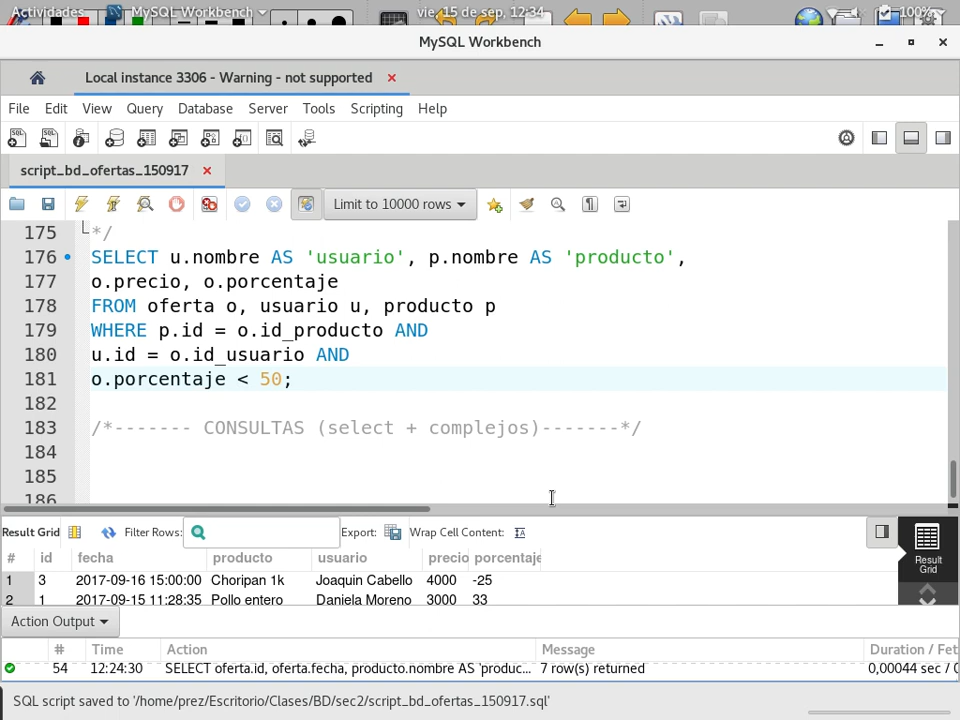 Actividades MySQL Workbench vie, 15 de sep, 12:34 100%
MySQL Workbench
Local instance 3306 - Warning - not supported
File Edit View Query Database Server Tools Scripting Help
script_bd_ofertas_150917
Limit to 10000 rows
175 */
176 SELECT u.nombre AS 'usuario', p.nombre AS 'producto',
177 o.precio, o.porcentaje
178 FROM oferta o, usuario u, producto p
179 WHERE p.id = o.id_producto AND
180 u.id = o.id_usuario AND
181 o.porcentaje < 50;
182
183 /*------- CONSULTAS (select + complejos)-------*/
184
185
186
Result Grid Filter Rows: Export: Wrap Cell Content:
# id fecha producto usuario precio porcentaje
1 3 2017-09-16 15:00:00 Choripan 1k Joaquin Cabello 4000 -25
2 1 2017-09-15 11:28:35 Pollo entero Daniela Moreno 3000 33
Result Grid
Action Output
# Time Action Message Duration / Fet
54 12:24:30 SELECT oferta.id, oferta.fecha, producto.nombre AS 'produc... 7 row(s) returned 0,00044 sec / 0
SQL script saved to '/home/prez/Escritorio/Clases/BD/sec2/script_bd_ofertas_150917.sql'